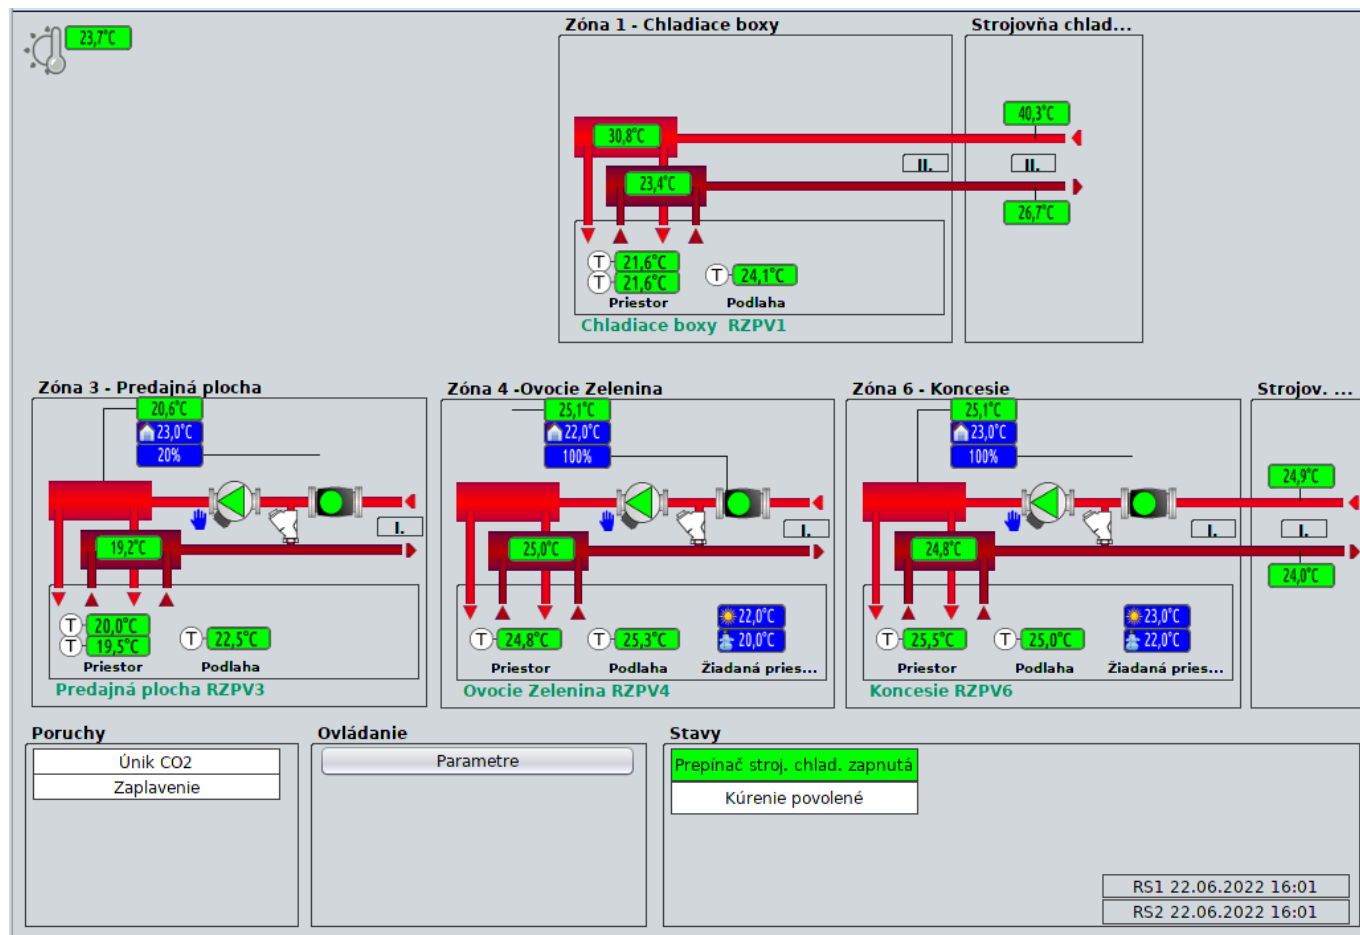 23,7°C
Zóna 1 - Chladiace boxy
Strojovňa chlad...
40,3°C
30,8°C
II.
II.
23,4°C
26,7°C
T 21,6°C
T 21,6°C
T 24,1°C
Priestor
Podlaha
Chladiace boxy RZPV1
Zóna 3 - Predajná plocha
20,6°C
23,0°C
20%
I.
19,2°C
T 20,0°C
T 19,5°C
T 22,5°C
Priestor
Podlaha
Predajná plocha RZPV3
Zóna 4 -Ovocie Zelenina
25,1°C
22,0°C
100%
I.
25,0°C
22,0°C
20,0°C
T 24,8°C
T 25,3°C
Priestor
Podlaha
Žiadaná pries...
Ovocie Zelenina RZPV4
Zóna 6 - Koncesie
25,1°C
23,0°C
100%
I.
24,8°C
23,0°C
22,0°C
T 25,5°C
T 25,0°C
Priestor
Podlaha
Žiadaná pries...
Koncesie RZPV6
Strojov. ...
24,9°C
I.
24,0°C
Poruchy
Únik CO2
Zaplavenie
Ovládanie
Parametre
Stavy
Prepínač stroj. chlad. zapnutá
Kúrenie povolené
RS1 22.06.2022 16:01
RS2 22.06.2022 16:01